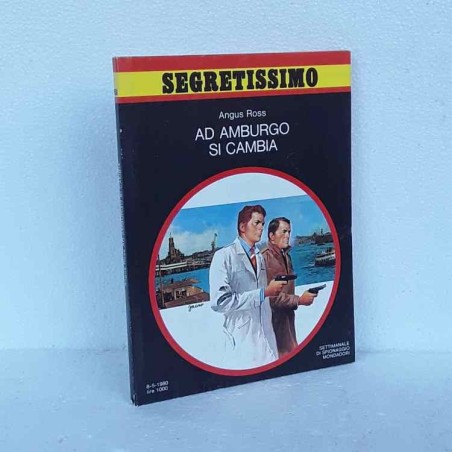 SEGRETISSIMO
Angus Ross
AD AMBURGO
SI CAMBIA
SETTIMANALE
DI SPIONAGGIO
MONDADORI
lire 1000